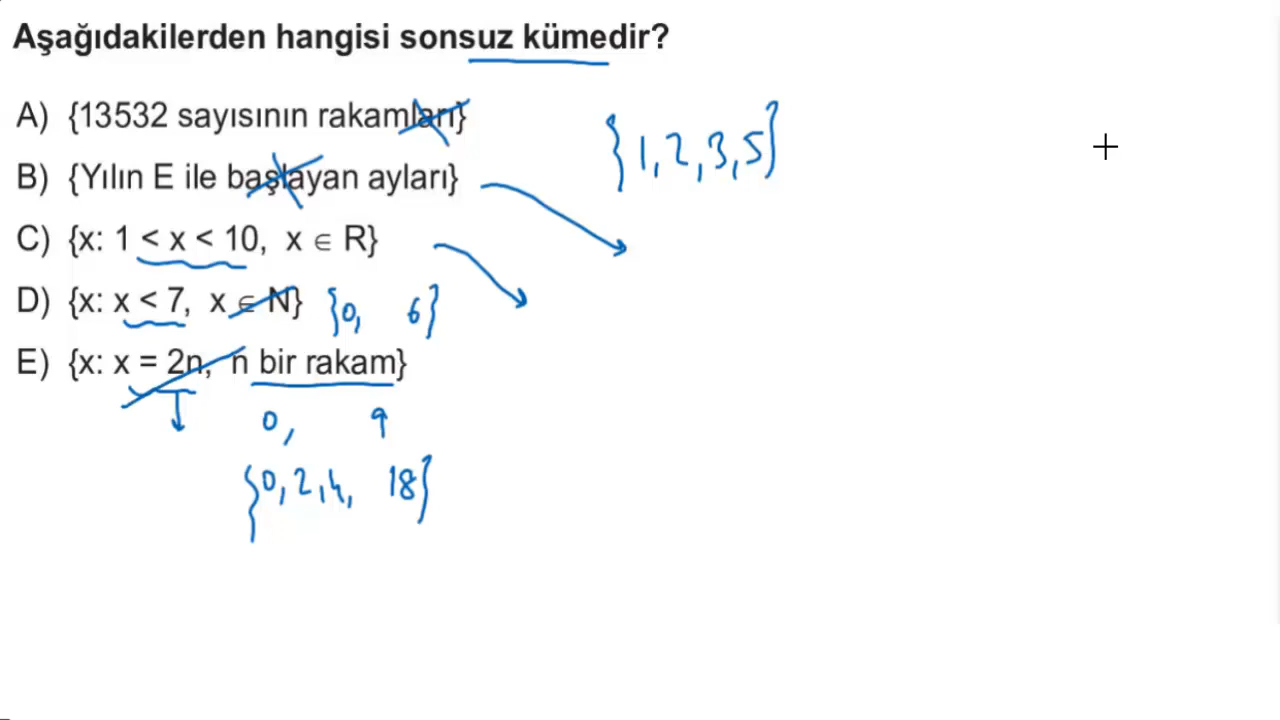 Aşağıdakilerden hangisi sonsuz kümedir?
A) {13532 sayısının rakamları}
{1,2,3,5}
B) {Yılın E ile başlayan ayları}
C) {x: 1 < x < 10, x ∈ R}
D) {x: x < 7, x ∈ N} {0, 6}
E) {x: x = 2n, n bir rakam}
0, 9
{0,2,4, 18}